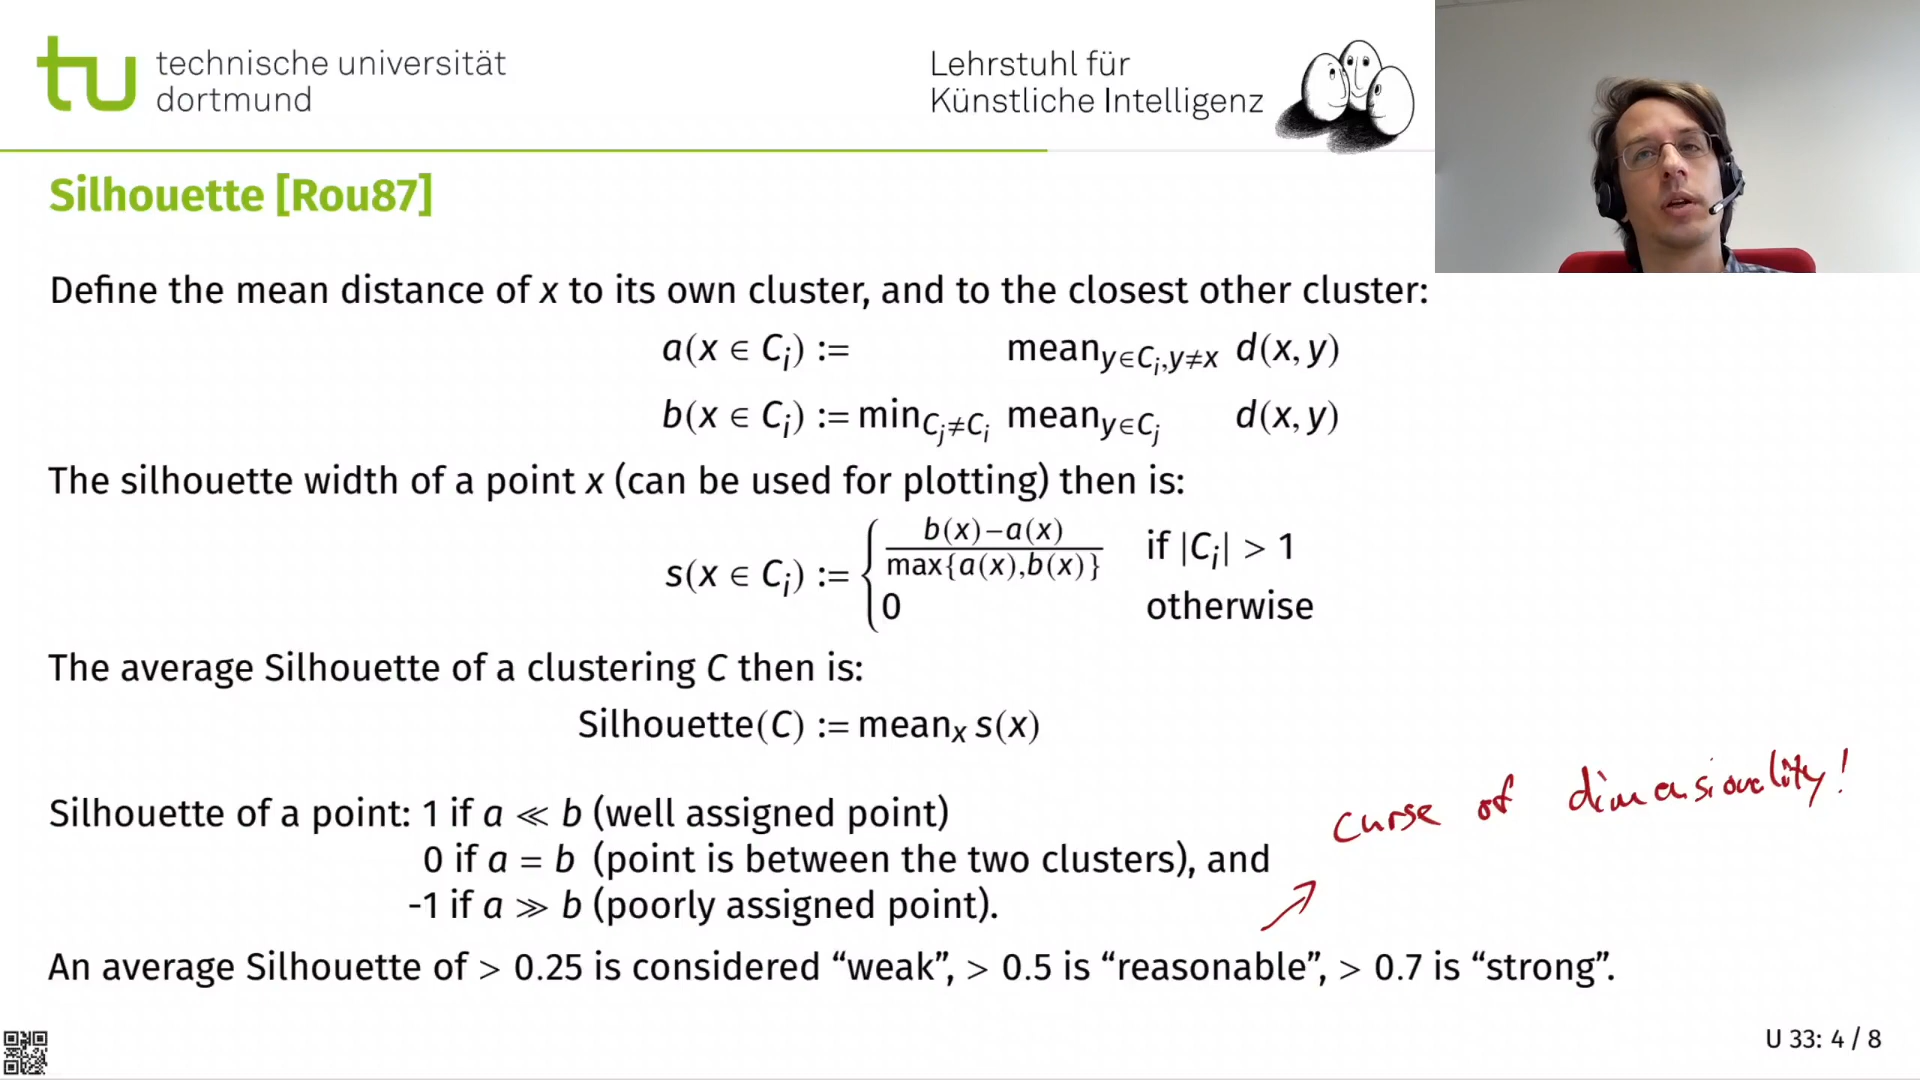 technische universität
dortmund
Lehrstuhl für
Künstliche Intelligenz
Silhouette [Rou87]
Define the mean distance of x to its own cluster, and to the closest other cluster:
a(x ∈ C_i) := mean_{y∈C_i,y≠x} d(x, y)
b(x ∈ C_i) := min_{C_j≠C_i} mean_{y∈C_j} d(x, y)
The silhouette width of a point x (can be used for plotting) then is:
s(x ∈ C_i) := { \frac{b(x)−a(x)}{max{a(x),b(x)}} if |C_i| > 1
0 otherwise
The average Silhouette of a clustering C then is:
Silhouette(C) := mean_x s(x)
curse of dimensionality!
Silhouette of a point: 1 if a ≪ b (well assigned point)
0 if a = b (point is between the two clusters), and
-1 if a ≫ b (poorly assigned point).
An average Silhouette of > 0.25 is considered “weak”, > 0.5 is “reasonable”, > 0.7 is “strong”.
U 33: 4 / 8